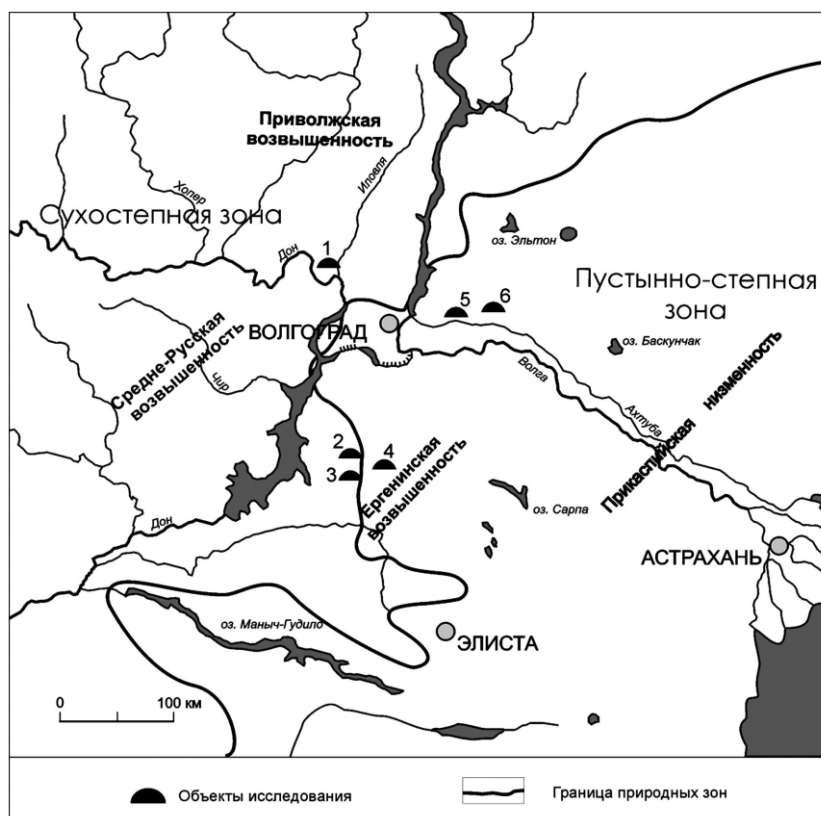 Приволжская
возвышенность
Хопер
Иловля
Сухостепная зона
Дон
1
оз. Эльтон
Пустынно-степная
зона
5
6
ВОЛГОГРАД
Средне-Русская
возвышенность
Чир
оз. Баскунчак
Волга
Ахтуба
Прикаспийская низменность
2
4
3
Ергенинская
возвышенность
оз. Сарпа
Дон
АСТРАХАНЬ
оз. Маныч-Гудило
ЭЛИСТА
0 100 км
Объекты исследования
Граница природных зон